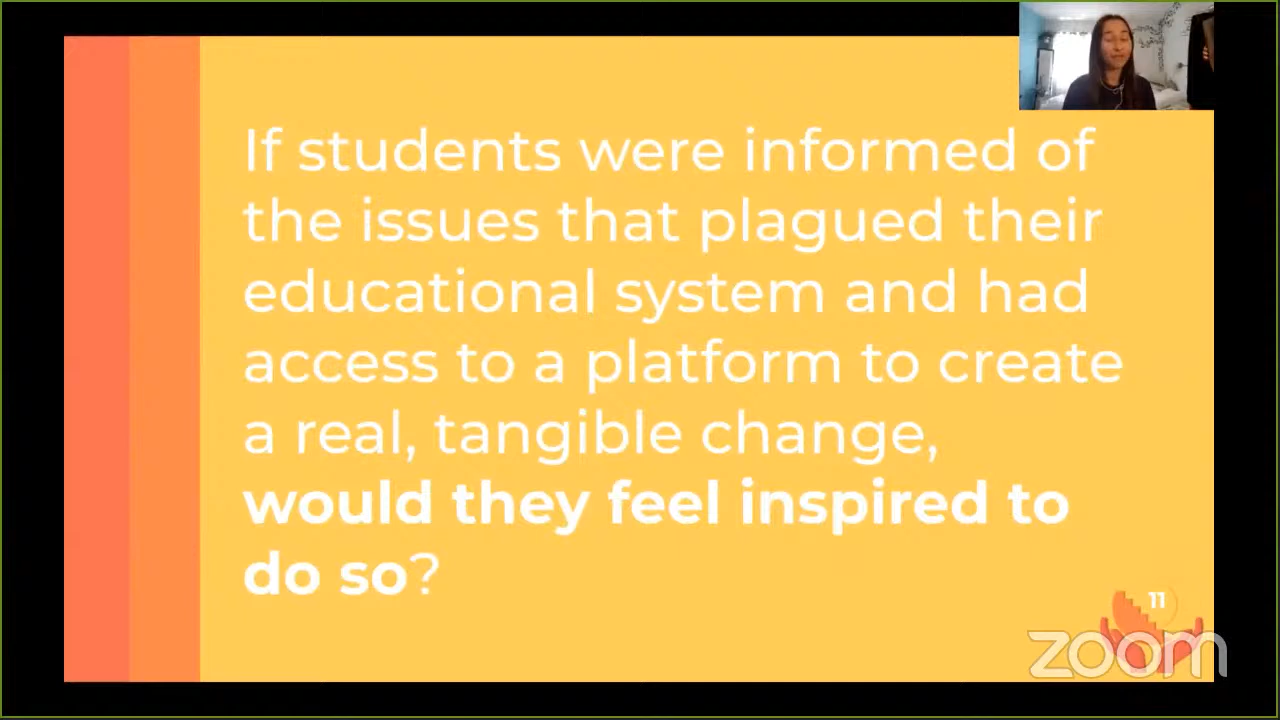 If students were informed of
the issues that plagued their
educational system and had
access to a platform to create
a real, tangible change,
would they feel inspired to
do so?
11
zoom